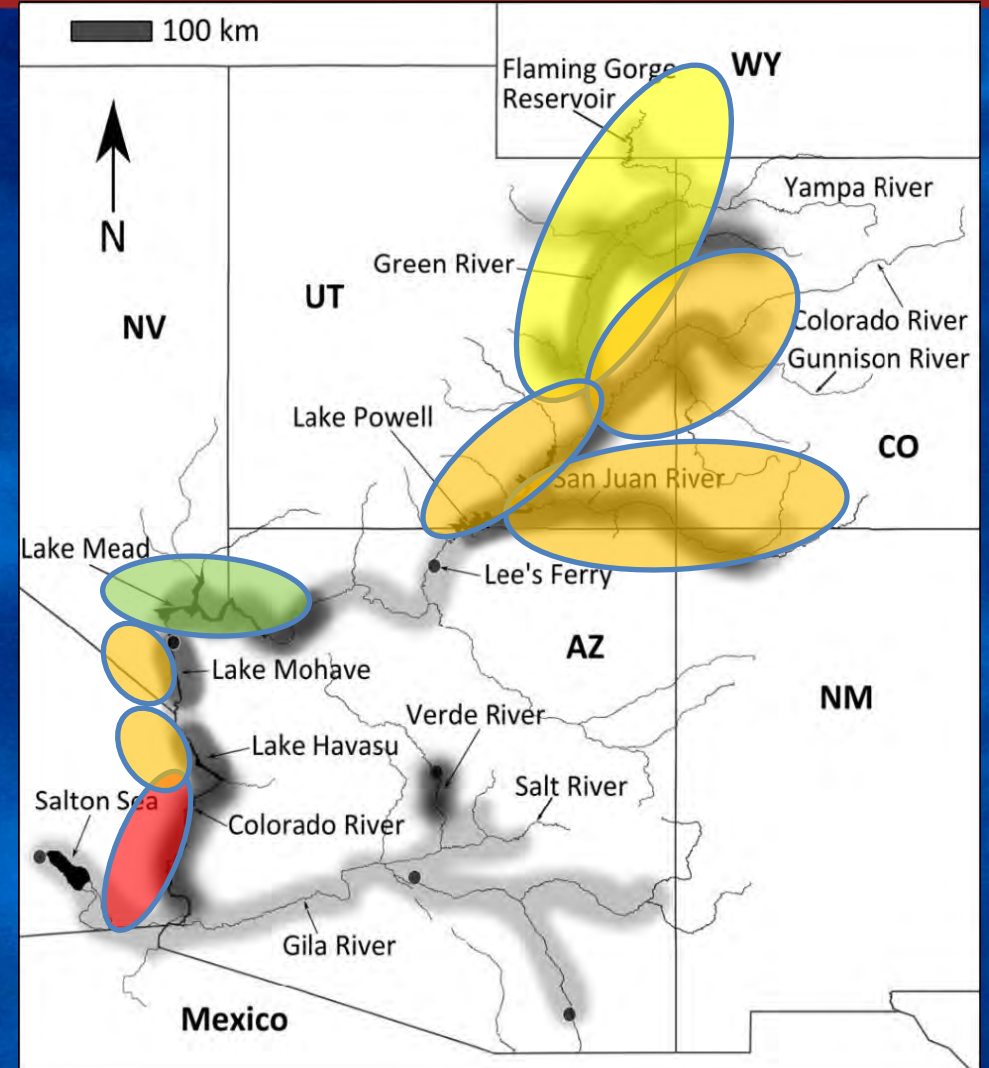 100 km
WY
Flaming Gorge
Reservoir
Yampa River
N
Green River
UT
NV
Colorado River
Gunnison River
Lake Powell
CO
San Juan River
Lake Mead
Lee's Ferry
AZ
Lake Mohave
NM
Verde River
Lake Havasu
Salt River
Salton Sea
Colorado River
Gila River
Mexico